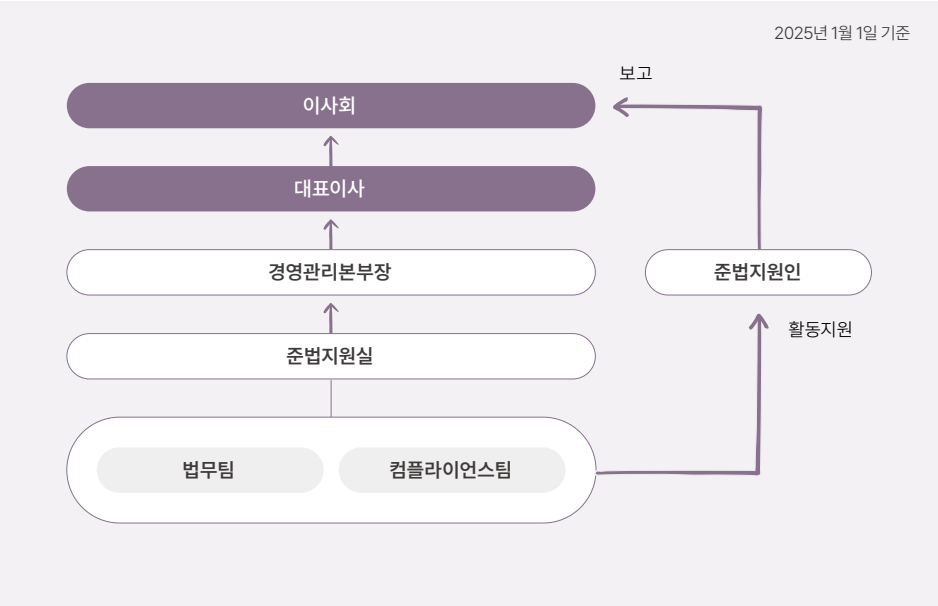 2025년 1월 1일 기준
보고
이사회
대표이사
경영관리본부장
준법지원인
활동지원
준법지원실
법무팀
컴플라이언스팀